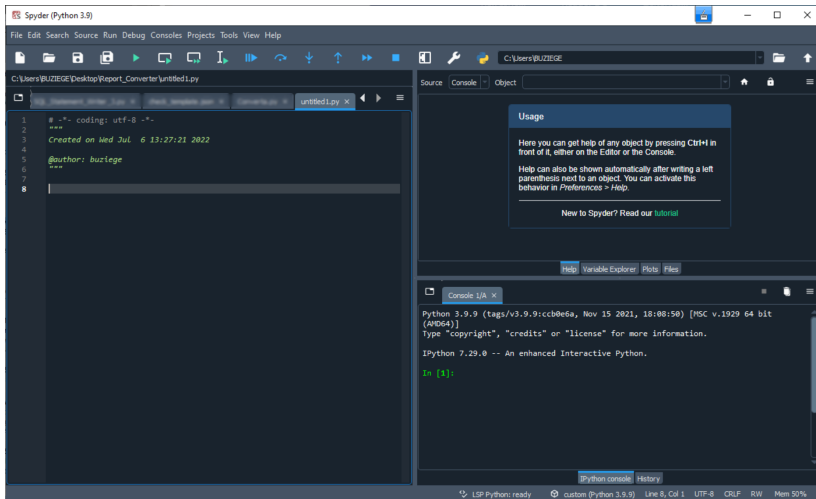 Spyder (Python 3.9)
File Edit Search Source Run Debug Consoles Projects Tools View Help
C:\Users\BUZIEGE
C:\Users\BUZIEGE\Desktop\Report_Converter\untitled1.py
untitled1.py
1 # -*- coding: utf-8 -*-
2 """
3 Created on Wed Jul  6 13:27:21 2022
4
5 @author: buziege
6 """
7
8
Source Console Object
Usage
Here you can get help of any object by pressing Ctrl+I in
front of it, either on the Editor or the Console.
Help can also be shown automatically after writing a left
parenthesis next to an object. You can activate this
behavior in Preferences > Help.
New to Spyder? Read our tutorial
Help Variable Explorer Plots Files
Console 1/A
Python 3.9.9 (tags/v3.9.9:ccb0e6a, Nov 15 2021, 18:08:50) [MSC v.1929 64 bit
(AMD64)]
Type "copyright", "credits" or "license" for more information.
IPython 7.29.0 -- An enhanced Interactive Python.
In [1]:
IPython console History
LSP Python: ready custom (Python 3.9.9) Line 8, Col 1 UTF-8 CRLF RW Mem 50%